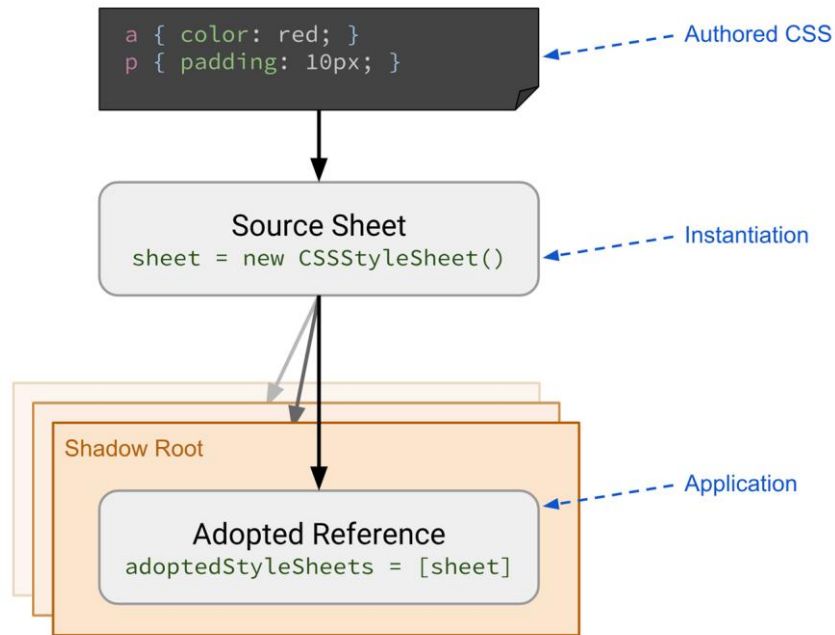 a { color: red; }
p { padding: 10px; }
Authored CSS
Source Sheet
sheet = new CSSStyleSheet()
Instantiation
Shadow Root
Application
Adopted Reference
adoptedStyleSheets = [sheet]